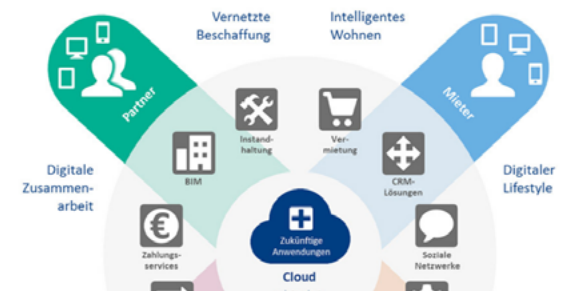 Vernetzte
Beschaffung
Intelligentes
Wohnen
Partner
Mieter
Instand-
haltung
Ver-
mietung
BIM
CRM-
Lösungen
Digitale
Zusammen-
arbeit
Digitaler
Lifestyle
€
Zahlungs-
services
Zukünftige
Anwendungen
Cloud
Soziale
Netzwerke